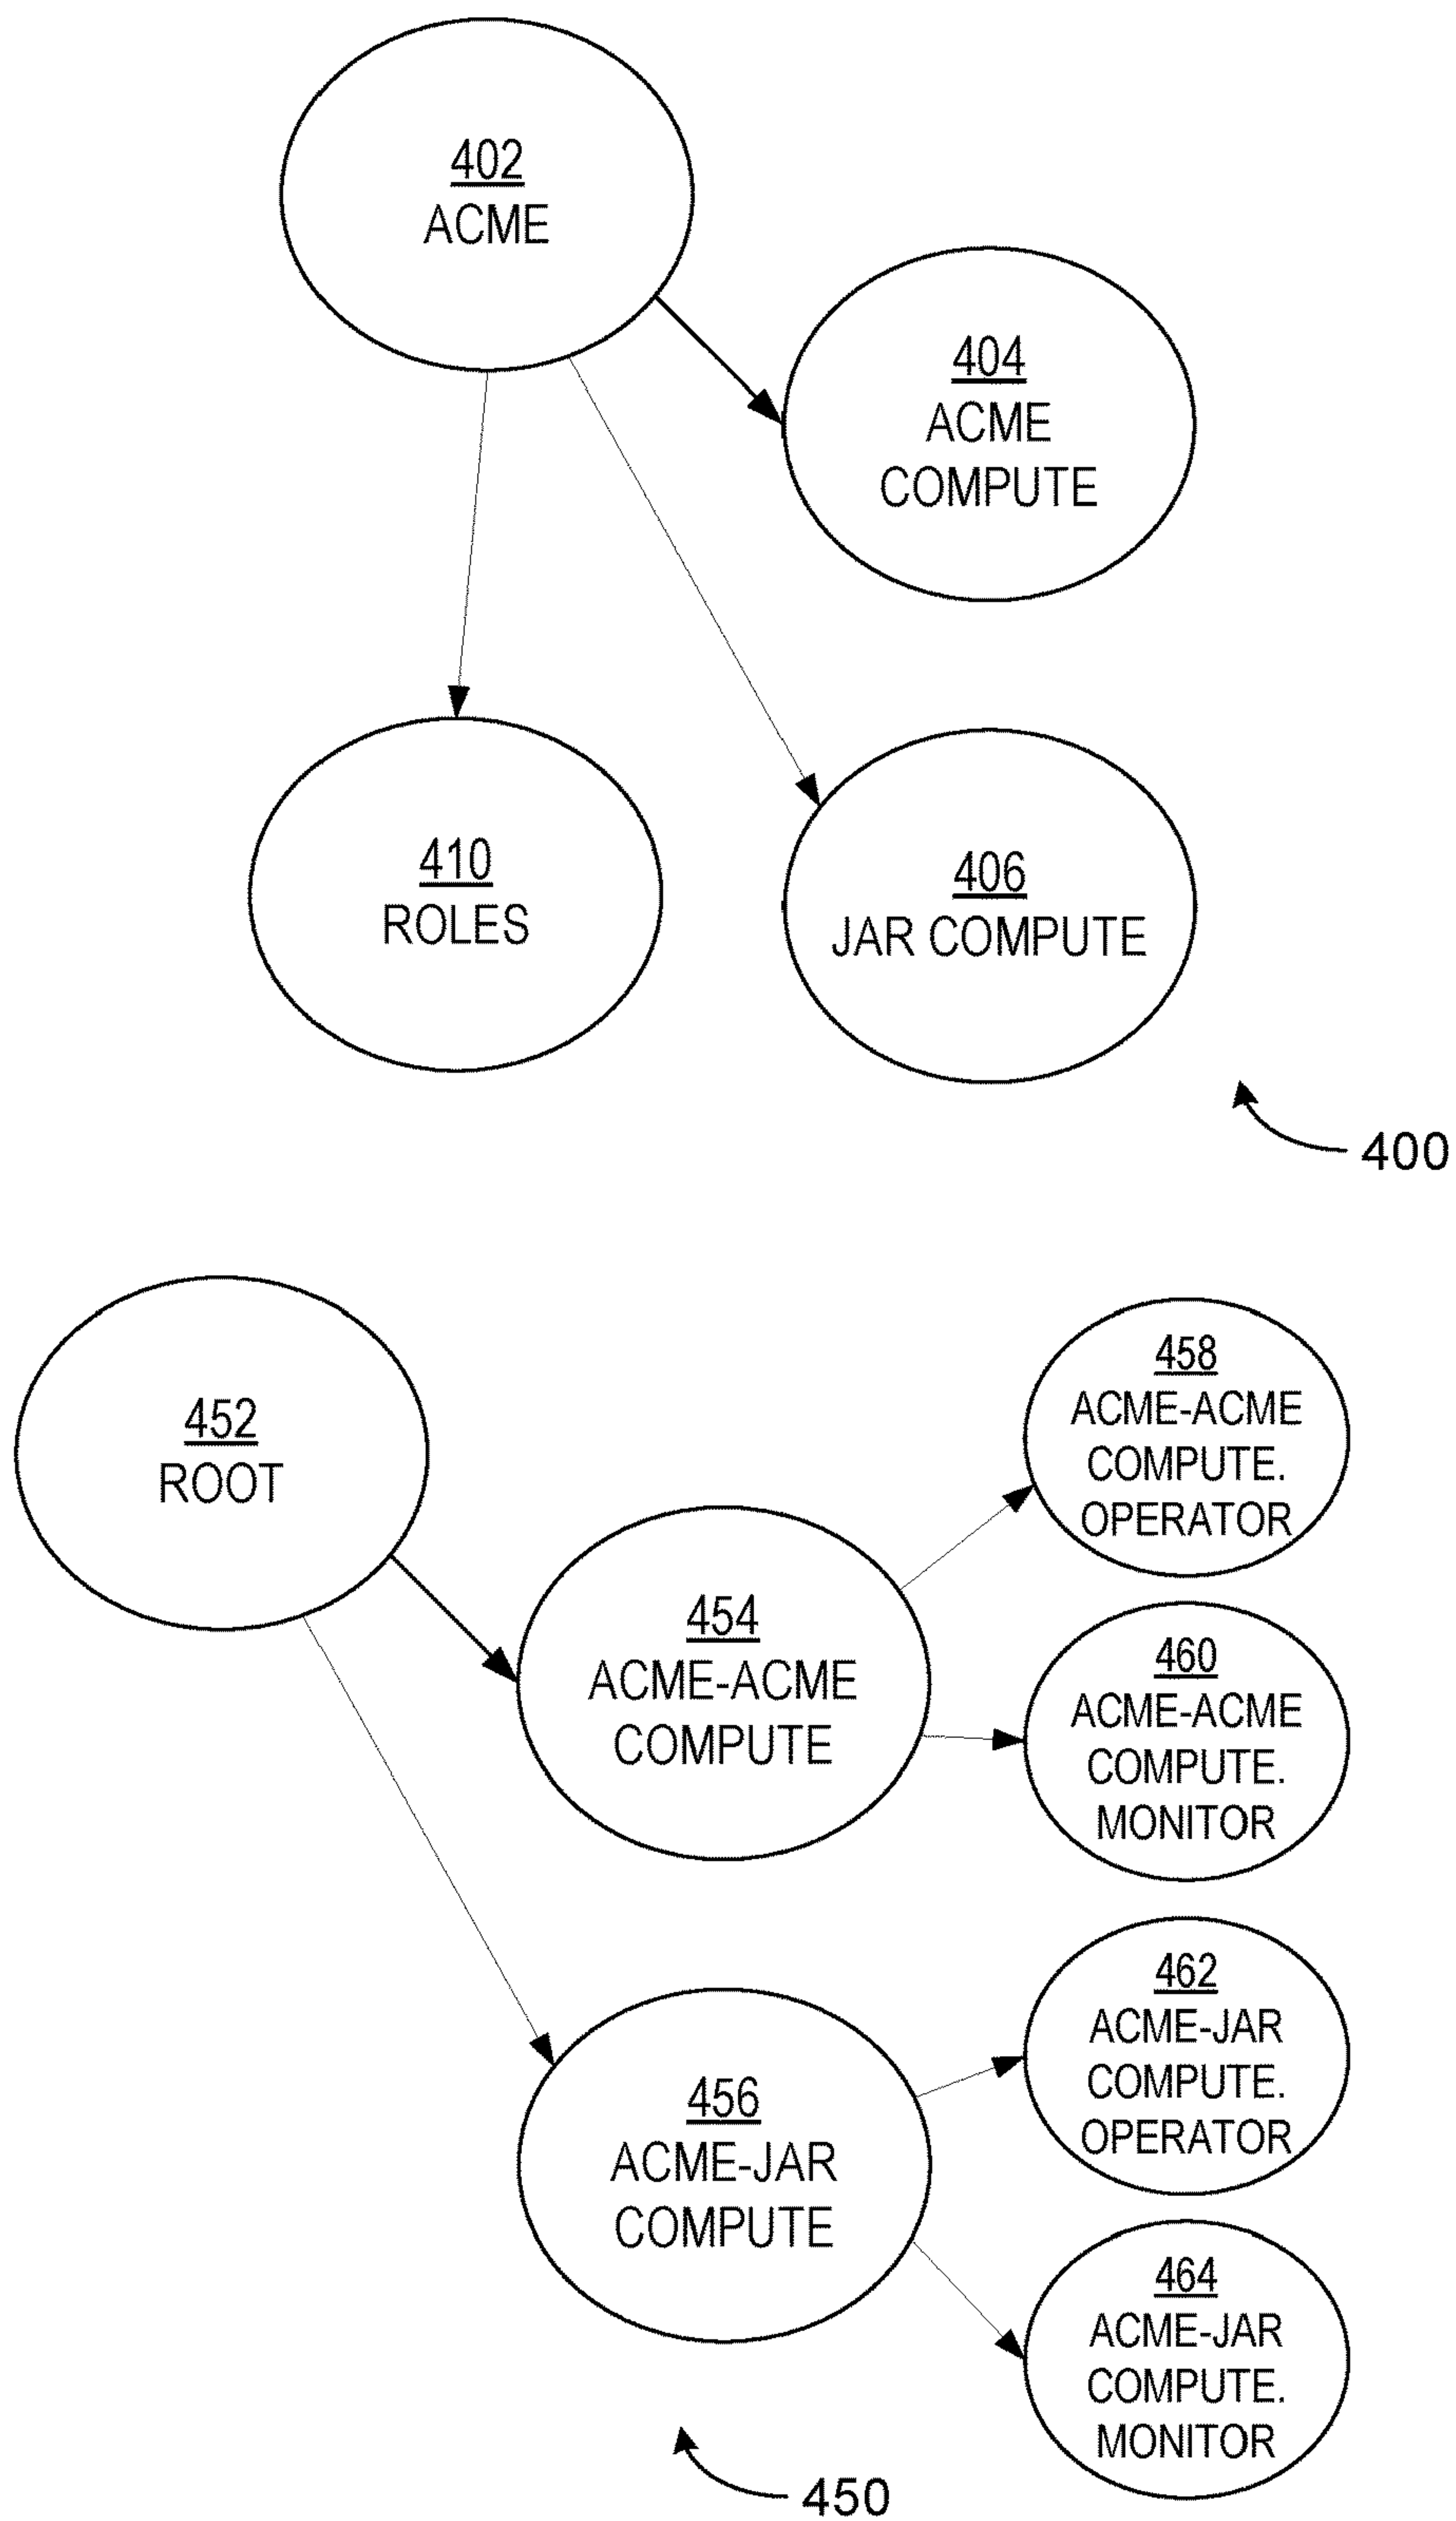 402
ACME
404
ACME
COMPUTE
410
ROLES
406
JAR COMPUTE
400
452
ROOT
454
ACME-ACME
COMPUTE
458
ACME-ACME
COMPUTE.
OPERATOR
460
ACME-ACME
COMPUTE.
MONITOR
456
ACME-JAR
COMPUTE
462
ACME-JAR
COMPUTE.
OPERATOR
464
ACME-JAR
COMPUTE.
MONITOR
450